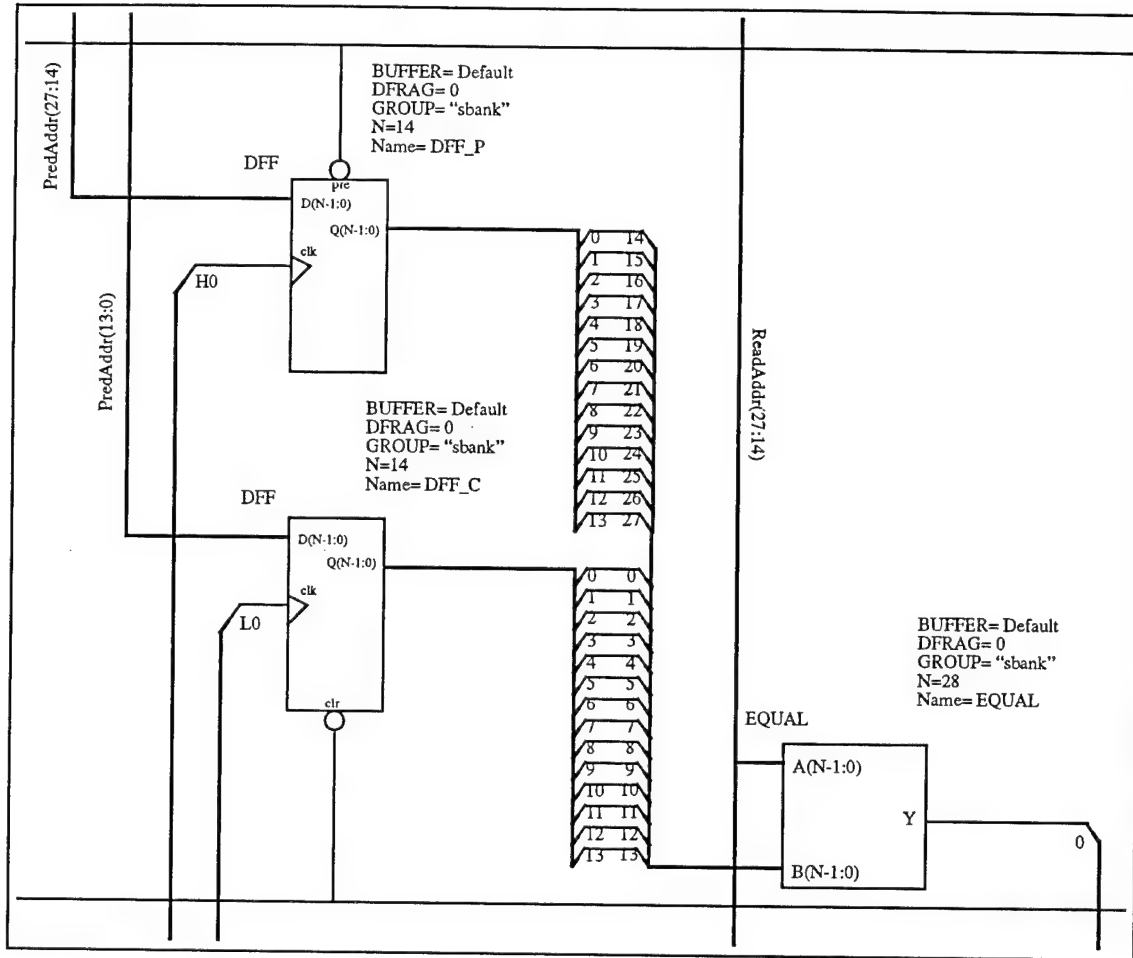 PredAddr(27:14)
BUFFER= Default
DFRAG= 0
GROUP= “sbank”
N=14
Name= DFF_P
DFF
pre
D(N-1:0)
Q(N-1:0)
clk
H0
0 14
1 15
2 16
3 17
4 18
5 19
6 20
7 21
8 22
9 23
10 24
11 25
12 26
13 27
PredAddr(13:0)
ReadAddr(27:14)
BUFFER= Default
DFRAG= 0
GROUP= “sbank”
N=14
Name= DFF_C
DFF
D(N-1:0)
Q(N-1:0)
clk
L0
clr
0 0
1 1
2 2
3 3
4 4
5 5
6 6
7 7
8 8
9 9
10 10
11 11
12 12
13 13
BUFFER= Default
DFRAG= 0
GROUP= “sbank”
N=28
Name= EQUAL
EQUAL
A(N-1:0)
Y
B(N-1:0)
0